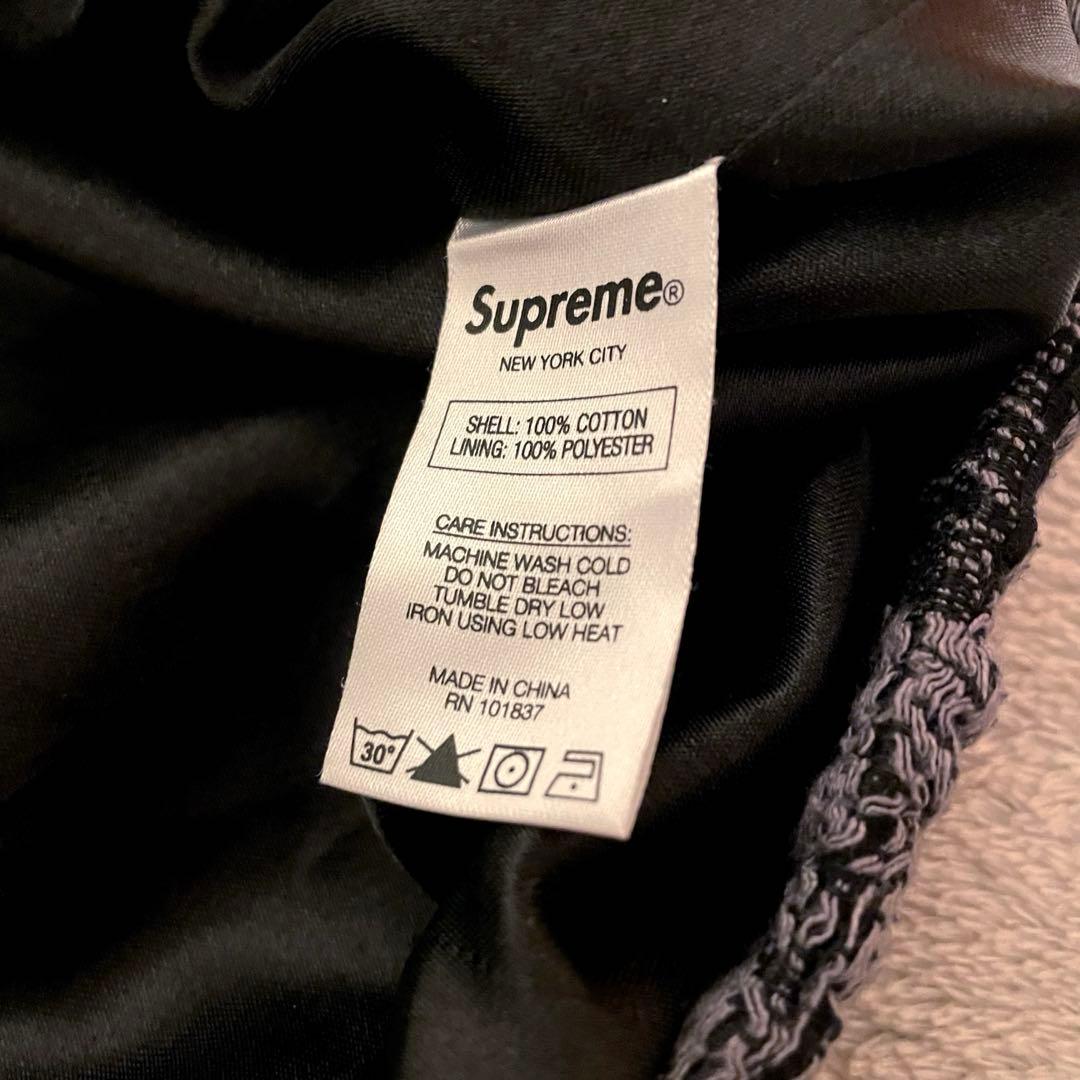 Supreme®
NEW YORK CITY
SHELL: 100% COTTON
LINING: 100% POLYESTER
CARE INSTRUCTIONS:
MACHINE WASH COLD
DO NOT BLEACH
TUMBLE DRY LOW
IRON USING LOW HEAT
MADE IN CHINA
RN 101837
30°